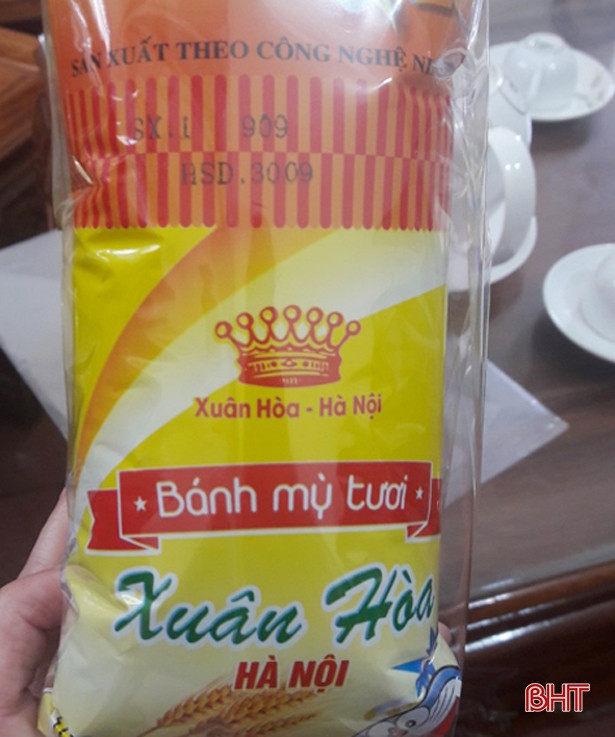 SẢN XUẤT THEO CÔNG NGHỆ
SX.1 909
HSD.3009
Xuân Hòa - Hà Nội
Bánh mỳ tươi
Xuân Hòa
HÀ NỘI
BHT